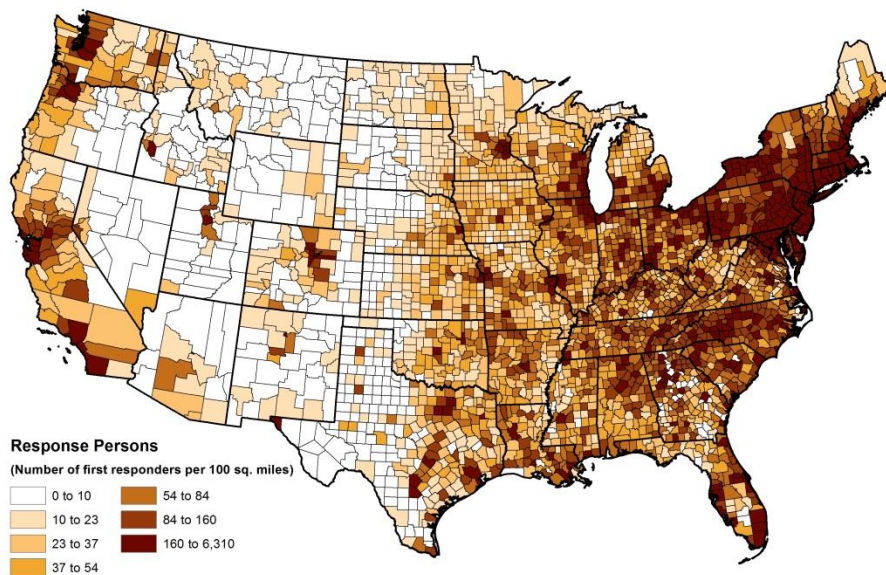 Response Persons
(Number of first responders per 100 sq. miles)
0 to 10
10 to 23
23 to 37
37 to 54
54 to 84
84 to 160
160 to 6,310